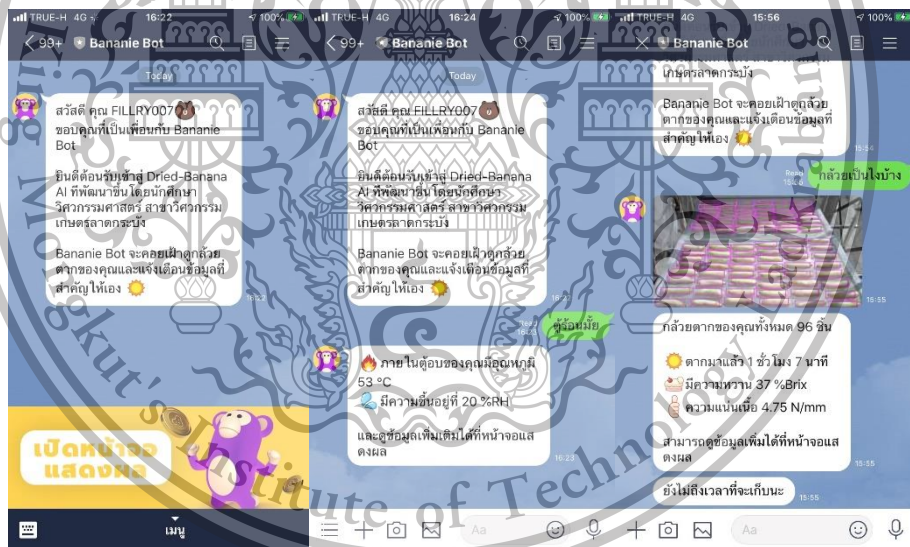 TRUE-H 4G
16:22
100%
99+ Bananie Bot
Today
สวัสดี คุณ FILLRY007
ขอบคุณที่เป็นเพื่อนกับ Bananie
Bot
ยินดีต้อนรับเข้าสู่ Dried-Banana
AI ที่พัฒนาขึ้นโดยนักศึกษา
วิศวกรรมศาสตร์ สาขาวิศวกรรม
เกษตรลาดกระบัง
Bananie Bot จะคอยเฝ้าดูกล้วย
ตากของคุณและแจ้งเตือนข้อมูลที่
สำคัญให้เอง
เปิดหน้าจอ
แสดงผล
เมนู
TRUE-H 4G
16:24
100%
99+ Bananie Bot
Today
สวัสดี คุณ FILLRY007
ขอบคุณที่เป็นเพื่อนกับ Bananie
Bot
ยินดีต้อนรับเข้าสู่ Dried-Banana
AI ที่พัฒนาขึ้นโดยนักศึกษา
วิศวกรรมศาสตร์ สาขาวิศวกรรม
เกษตรลาดกระบัง
Bananie Bot จะคอยเฝ้าดูกล้วย
ตากของคุณและแจ้งเตือนข้อมูลที่
สำคัญให้เอง
Read
ตู้ร้อนมั้ย
ภายในตู้อบของคุณมีอุณหภูมิ
53 °C
มีความชื้นอยู่ที่ 20 %RH
และดูข้อมูลเพิ่มเติมได้ที่หน้าจอแส
ดงผล
16:23
Aa
TRUE-H 4G
15:56
100%
Bananie Bot
เกษตรลาดกระบัง
Bananie Bot จะคอยเฝ้าดูกล้วย
ตากของคุณและแจ้งเตือนข้อมูลที่
สำคัญให้เอง
15:54
Read
กล้วยเป็นไงบ้าง
15:55
กล้วยตากของคุณทั้งหมด 96 ชิ้น
ตากมาแล้ว 1 ชั่วโมง 7 นาที
มีความหวาน 37 %Brix
ความแน่นเนื้อ 4.75 N/mm
สามารถดูข้อมูลเพิ่มได้ที่หน้าจอแส
ดงผล
15:55
ยังไม่ถึงเวลาที่จะเก็บนะ
15:55
Aa
Institute of Technology